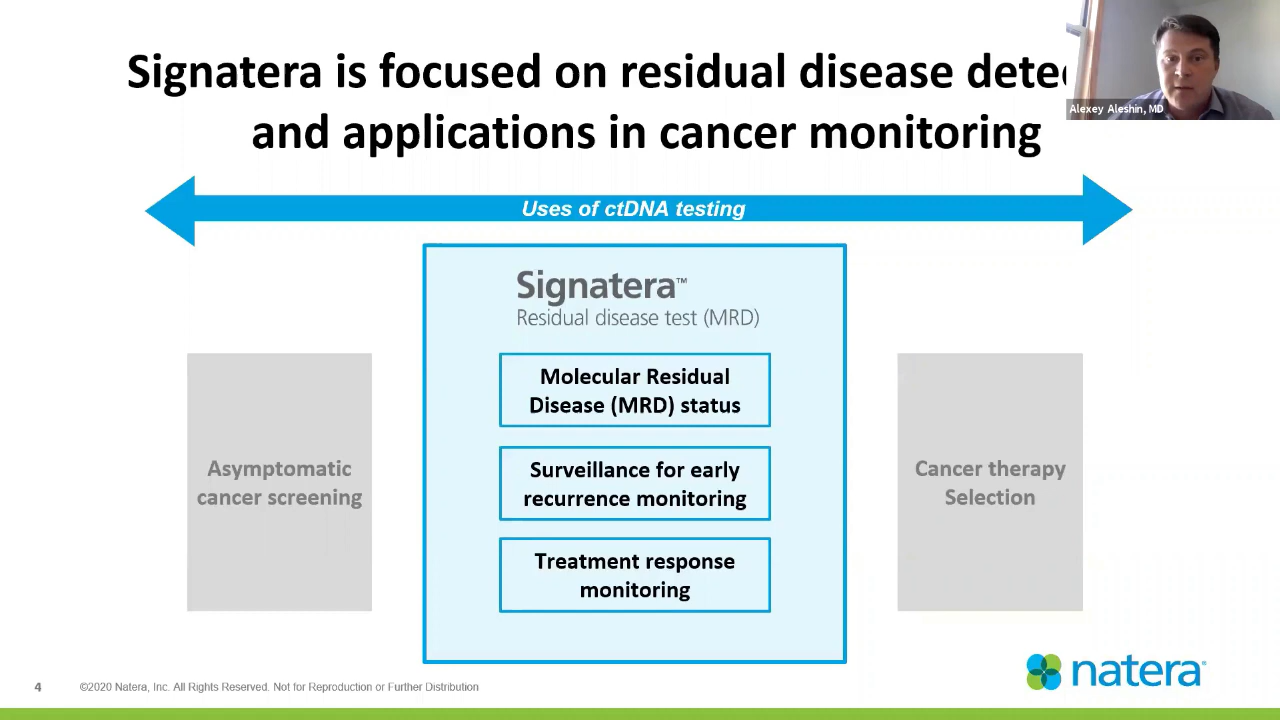 Signatera is focused on residual disease
Alexey Aleshin, MD
and applications in cancer monitoring
Uses of ctDNA testing
Signatera™
Residual disease test (MRD)
Molecular Residual
Disease (MRD) status
Asymptomatic
cancer screening
Surveillance for early
recurrence monitoring
Cancer therapy
Selection
Treatment response
monitoring
natera®
4
©2020 Natera, Inc. All Rights Reserved. Not for Reproduction or Further Distribution